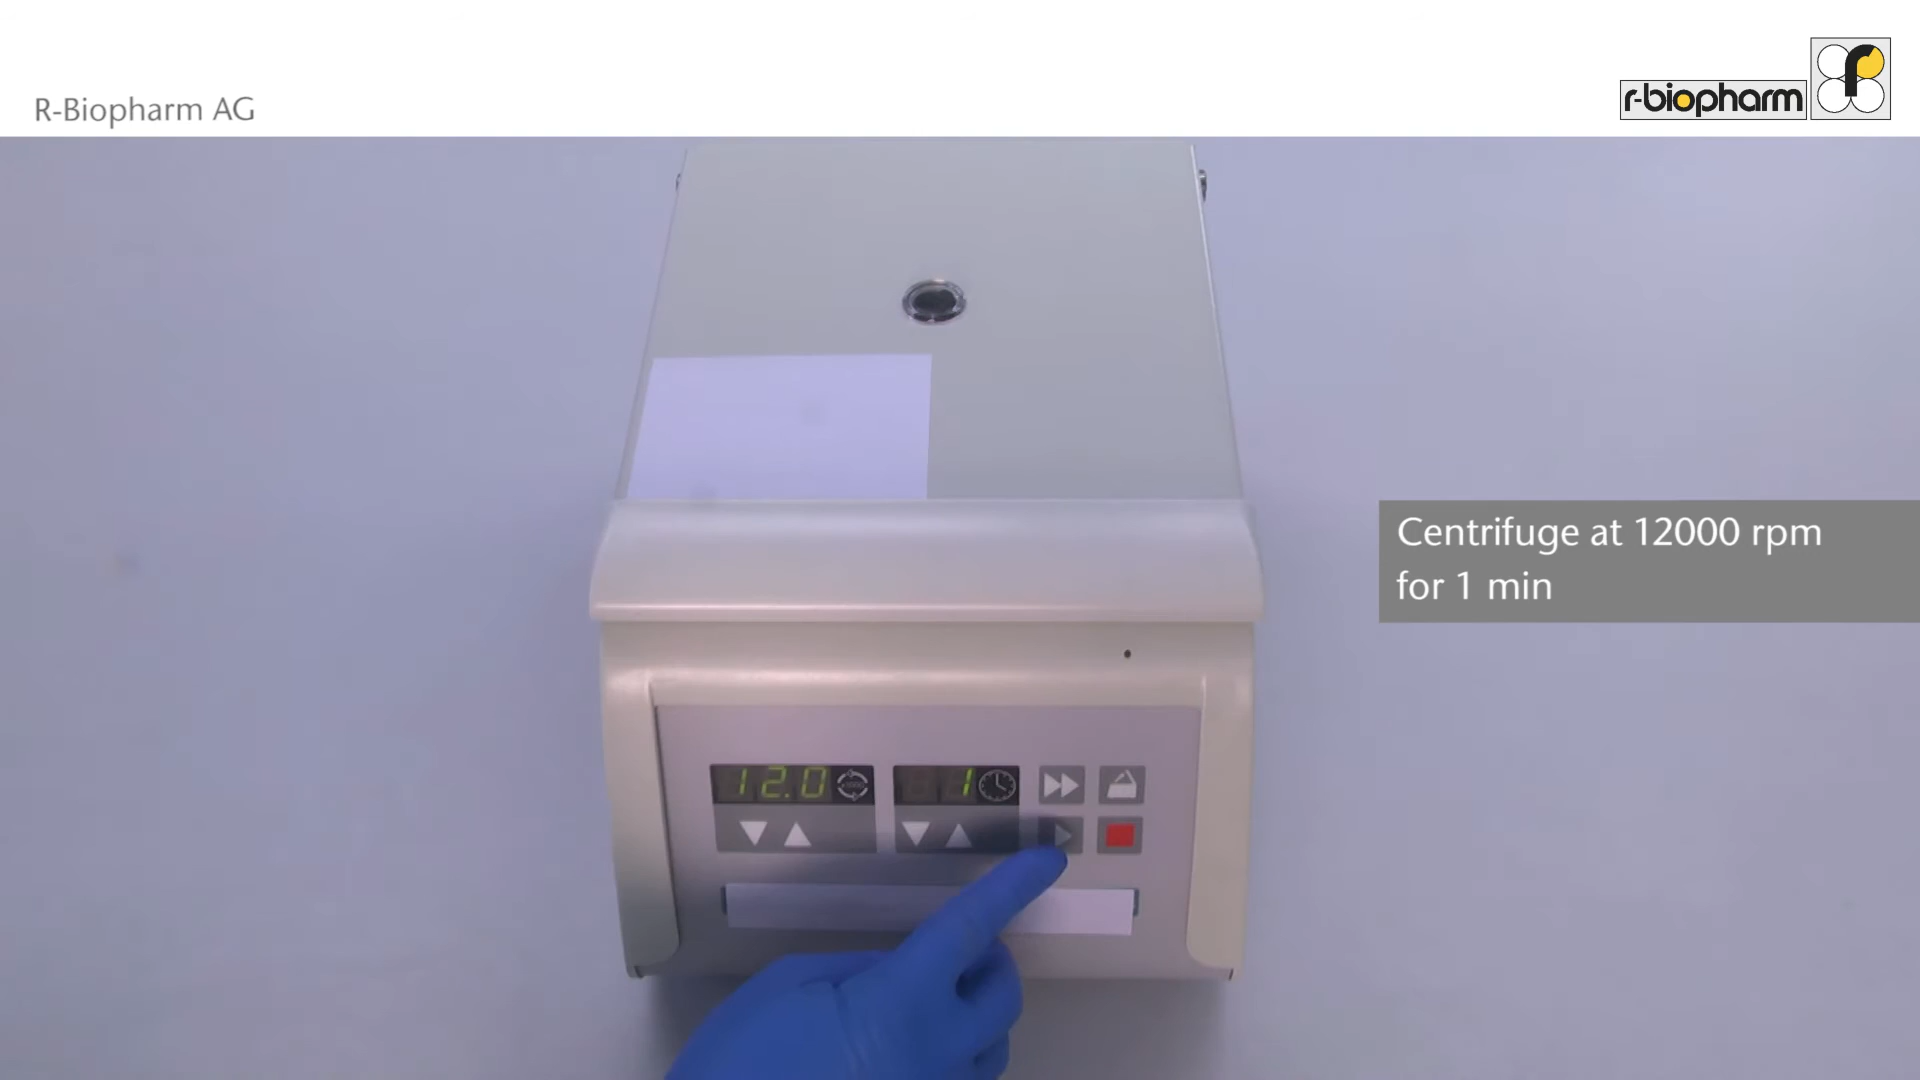 R-Biopharm AG
r-biopharm
r
Centrifuge at 12000 rpm
for 1 min
12.0
1